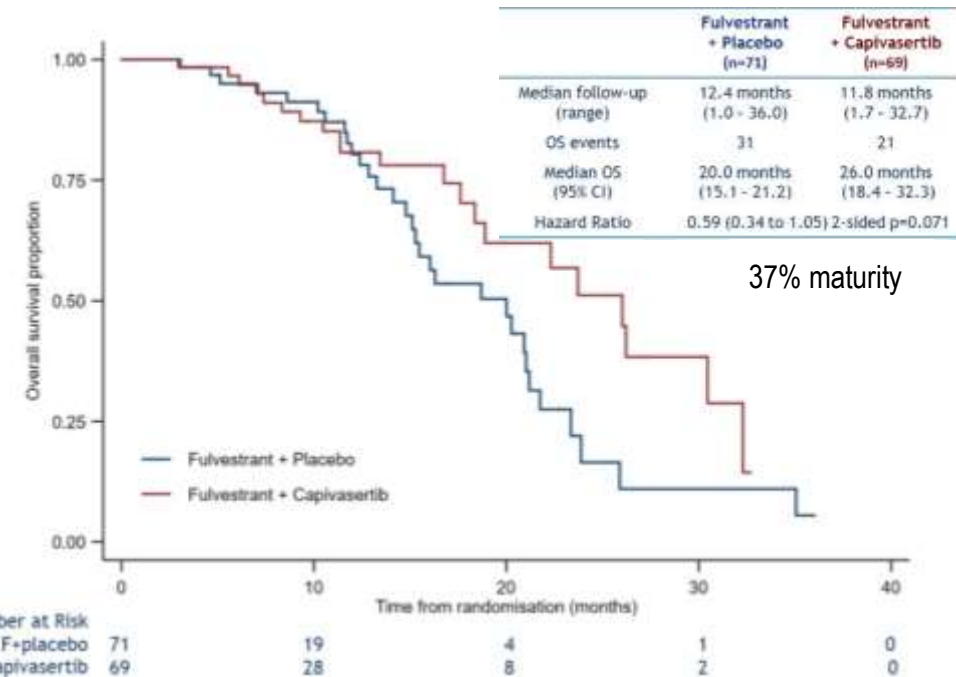 Fulvestrant Fulvestrant
+ Placebo + Capivasertib
(n=71) (n=69)
Median follow-up 12.4 months 11.8 months
(range) (1.0 - 36.0) (1.7 - 32.7)
OS events 31 21
Median OS 20.0 months 26.0 months
(95% CI) (15.1 - 21.2) (18.4 - 32.3)
Hazard Ratio 0.59 (0.34 to 1.05) 2-sided p=0.071
37% maturity
Overall survival proportion
1.00
0.75
0.50
0.25
0.00
Fulvestrant + Placebo
Fulvestrant + Capivasertib
0 10 20 30 40
Time from randomisation (months)
ber at Risk
F+placebo 71 19 4 1 0
apivasertib 69 28 8 2 0